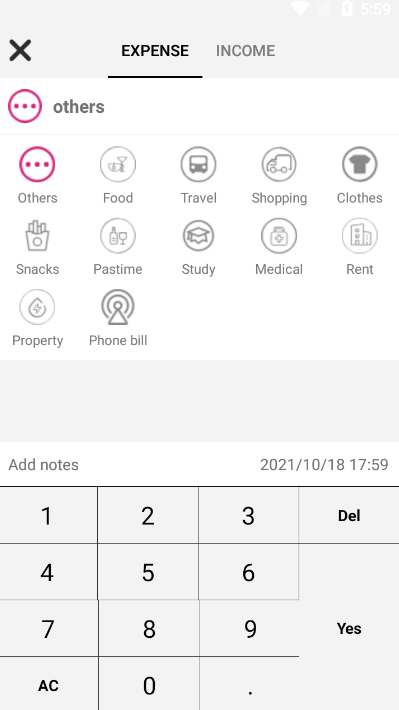 5:59
EXPENSE INCOME
others
Others Food Travel Shopping Clothes
Snacks Pastime Study Medical Rent
Property Phone bill
Add notes 2021/10/18 17:59
1 2 3 Del
4 5 6
7 8 9 Yes
AC 0 .